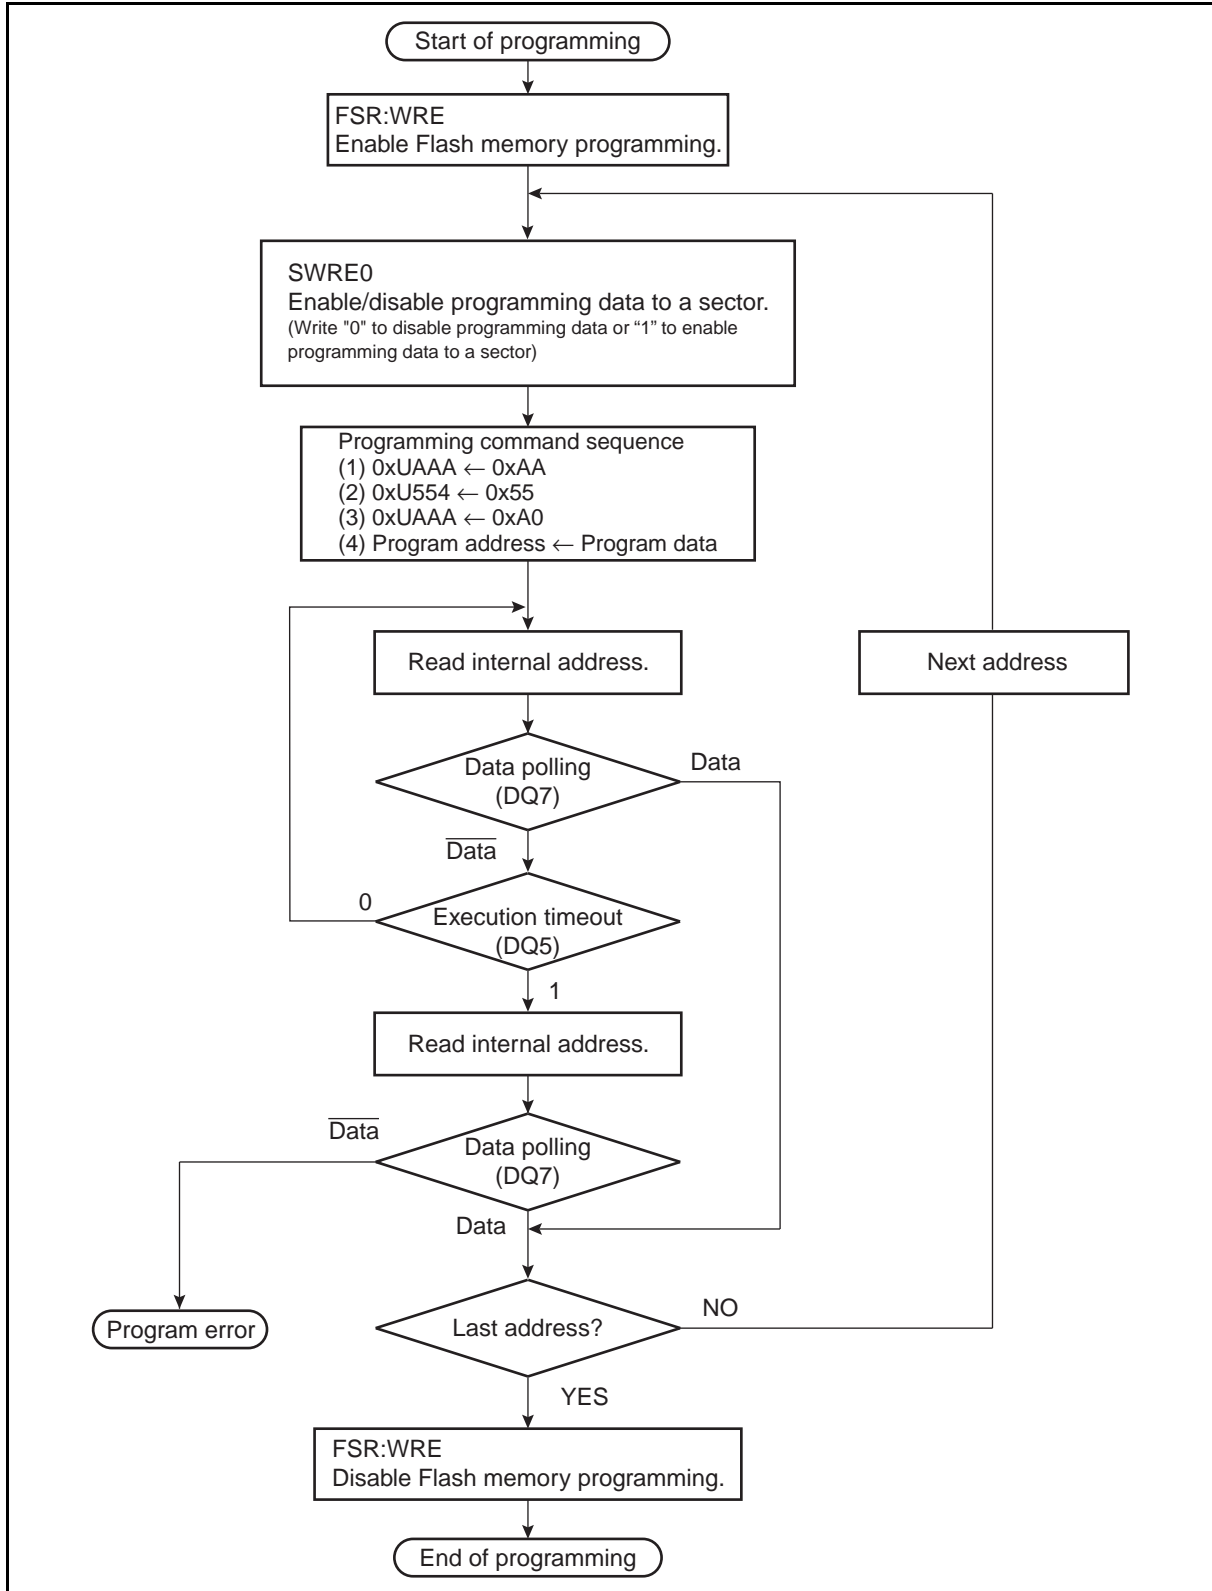 Start of programming
FSR:WRE
Enable Flash memory programming.
SWRE0
Enable/disable programming data to a sector.
(Write "0" to disable programming data or “1” to enable
programming data to a sector)
Programming command sequence
(1) 0xUAAA ← 0xAA
(2) 0xU554 ← 0x55
(3) 0xUAAA ← 0xA0
(4) Program address ← Program data
Read internal address.
Next address
Data polling
(DQ7)
Data
D̅a̅t̅a̅
Execution timeout
(DQ5)
0
1
Read internal address.
Data polling
(DQ7)
D̅a̅t̅a̅
Data
Program error
Last address?
NO
YES
FSR:WRE
Disable Flash memory programming.
End of programming